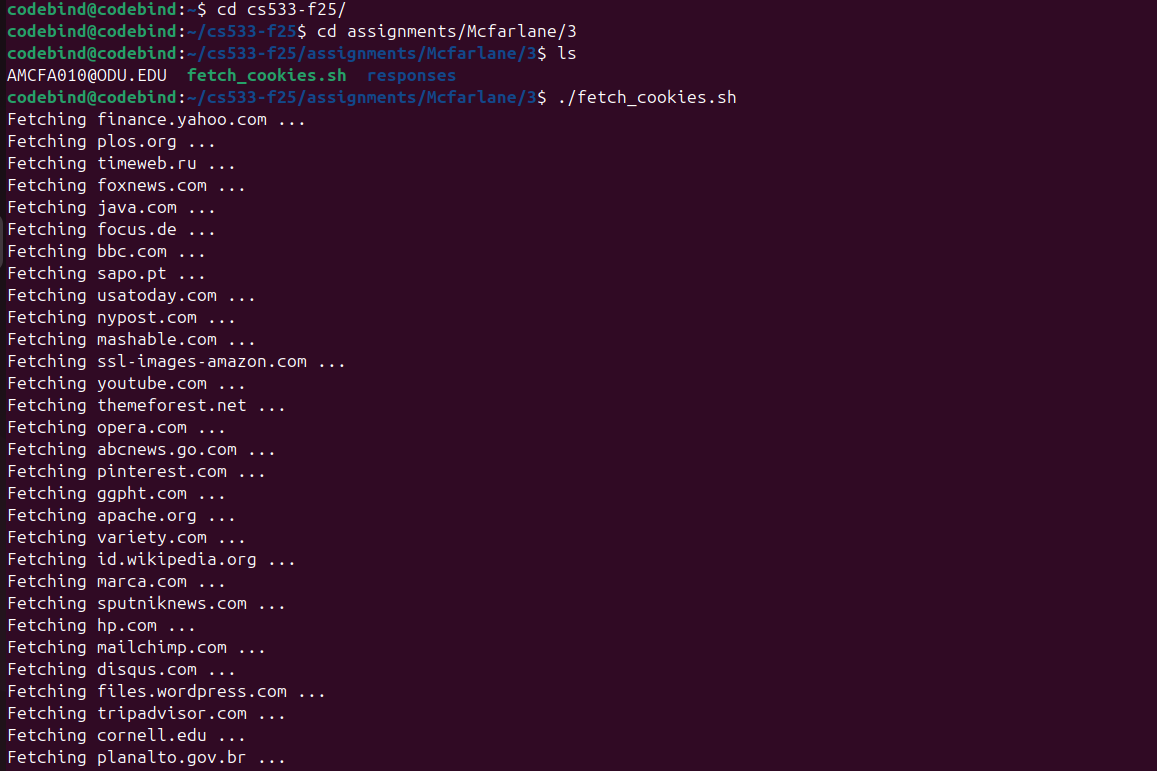 codebind@codebind:~$ cd cs533-f25/
codebind@codebind:~/cs533-f25$ cd assignments/Mcfarlane/3
codebind@codebind:~/cs533-f25/assignments/Mcfarlane/3$ ls
AMCFA010@ODU.EDU  fetch_cookies.sh  responses
codebind@codebind:~/cs533-f25/assignments/Mcfarlane/3$ ./fetch_cookies.sh
Fetching finance.yahoo.com ...
Fetching plos.org ...
Fetching timeweb.ru ...
Fetching foxnews.com ...
Fetching java.com ...
Fetching focus.de ...
Fetching bbc.com ...
Fetching sapo.pt ...
Fetching usatoday.com ...
Fetching nypost.com ...
Fetching mashable.com ...
Fetching ssl-images-amazon.com ...
Fetching youtube.com ...
Fetching themeforest.net ...
Fetching opera.com ...
Fetching abcnews.go.com ...
Fetching pinterest.com ...
Fetching ggpht.com ...
Fetching apache.org ...
Fetching variety.com ...
Fetching id.wikipedia.org ...
Fetching marca.com ...
Fetching sputniknews.com ...
Fetching hp.com ...
Fetching mailchimp.com ...
Fetching disqus.com ...
Fetching files.wordpress.com ...
Fetching tripadvisor.com ...
Fetching cornell.edu ...
Fetching planalto.gov.br ...